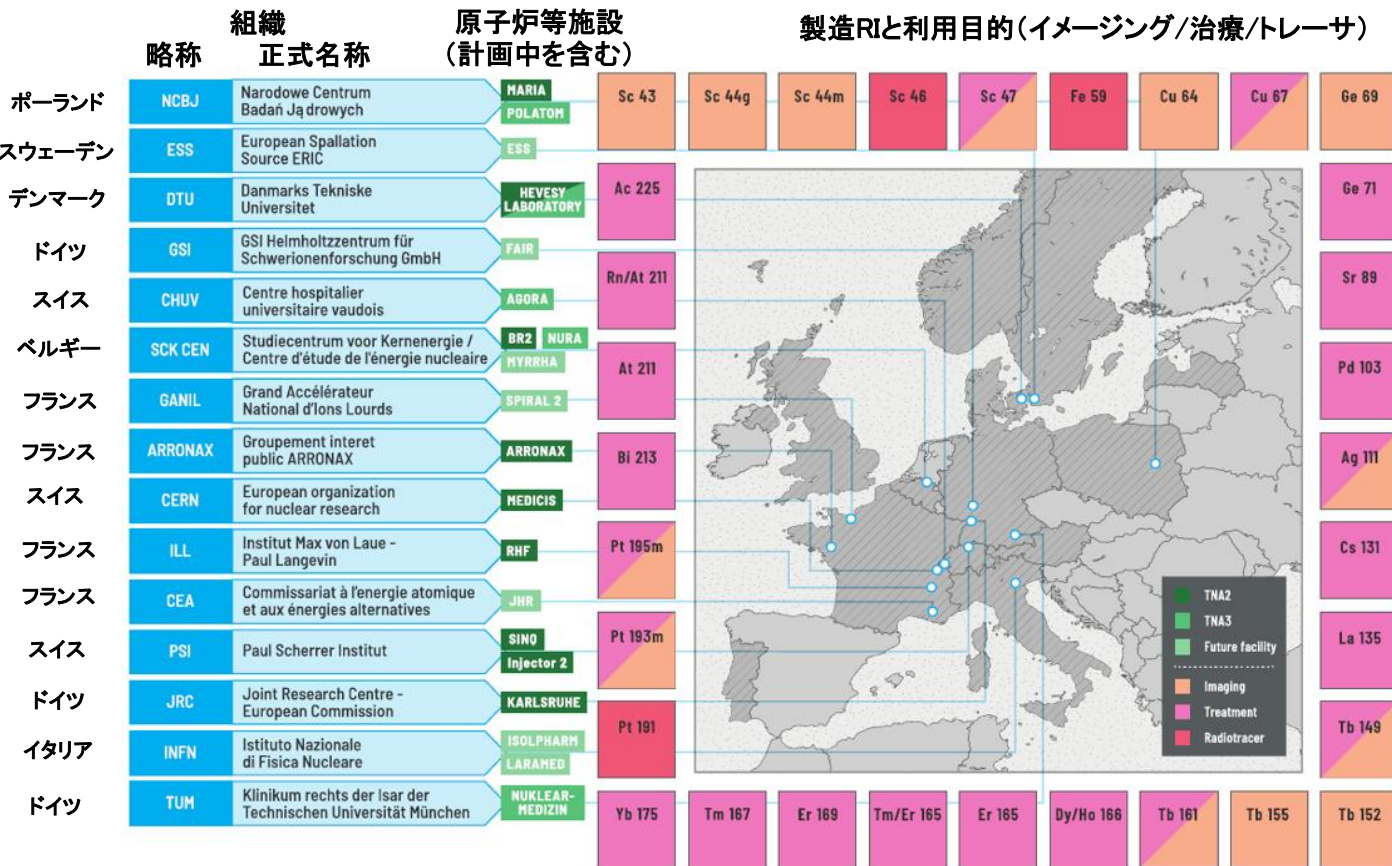 組織
原子炉等施設
製造RIと利用目的(イメージング/治療/トレーサ)
略称
正式名称
(計画中を含む)
ポーランド
NCBJ
Narodowe Centrum
Badań Jądrowych
MARIA
POLATOM
スウェーデン
ESS
European Spallation
Source ERIC
ESS
デンマーク
DTU
Danmarks Tekniske
Universitet
HEVESY
LABORATORY
ドイツ
GSI
GSI Helmholtzzentrum für
Schwerionenforschung GmbH
FAIR
スイス
CHUV
Centre hospitalier
universitaire vaudois
AGORA
ベルギー
SCK CEN
Studiecentrum voor Kernenergie /
Centre d'étude de l'énergie nucleaire
BR2
NURA
MYRRHA
フランス
GANIL
Grand Accélérateur
National d'Ions Lourds
SPIRAL 2
フランス
ARRONAX
Groupement interet
public ARRONAX
ARRONAX
スイス
CERN
European organization
for nuclear research
MEDICIS
フランス
ILL
Institut Max von Laue -
Paul Langevin
RHF
フランス
CEA
Commissariat à l'energie atomique
et aux énergies alternatives
JHR
スイス
PSI
Paul Scherrer Institut
SINQ
Injector 2
ドイツ
JRC
Joint Research Centre -
European Commission
KARLSRUHE
イタリア
INFN
Istituto Nazionale
di Fisica Nucleare
ISOLPHARM
LARAMED
ドイツ
TUM
Klinikum rechts der Isar der
Technischen Universität München
NUKLEAR-
MEDIZIN
Sc 43
Sc 44g
Sc 44m
Sc 46
Sc 47
Fe 59
Cu 64
Cu 67
Ge 69
Ac 225
Ge 71
Rn/At 211
Sr 89
At 211
Pd 103
Bi 213
Ag 111
Pt 195m
Cs 131
Pt 193m
La 135
Pt 191
Tb 149
TNA2
TNA3
Future facility
Imaging
Treatment
Radiotracer
Yb 175
Tm 167
Er 169
Tm/Er 165
Er 165
Dy/Ho 166
Tb 161
Tb 155
Tb 152